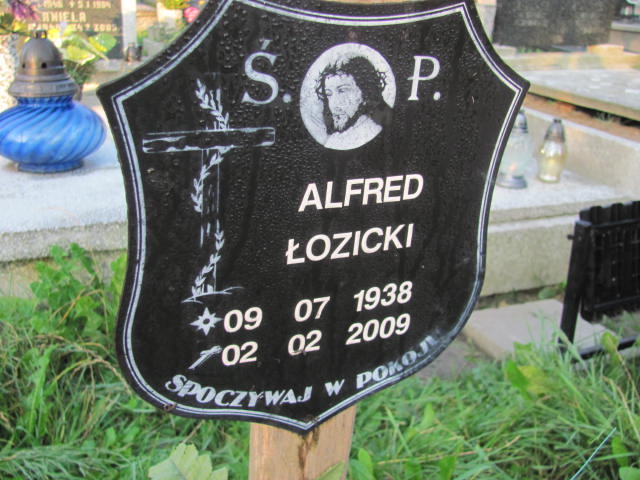 Ś. P.
ALFRED
ŁOZICKI
09 07 1938
02 02 2009
SPOCZYWAJ W POKOJU